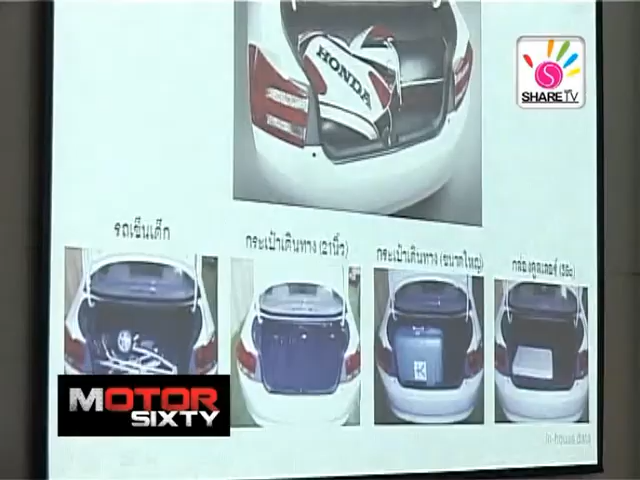 HONDA
SHARE TV
รถเข็นเด็ก
กระเป๋าเดินทาง (21นิ้ว)
กระเป๋าเดินทาง (ขนาดใหญ่)
กล่องคูลเลอร์
K
MOTOR
SIXTY
In-house data